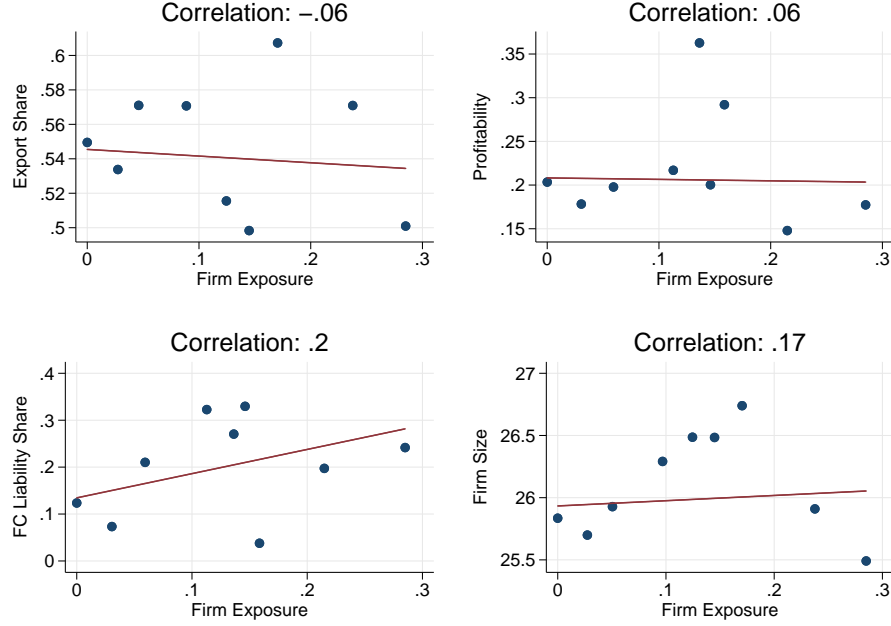 Correlation: −.06
Export Share
.6
.58
.56
.54
.52
.5
0 .1 .2 .3
Firm Exposure
Correlation: .06
Profitability
.35
.3
.25
.2
.15
0 .1 .2 .3
Firm Exposure
Correlation: .2
FC Liability Share
.4
.3
.2
.1
0
0 .1 .2 .3
Firm Exposure
Correlation: .17
Firm Size
27
26.5
26
25.5
0 .1 .2 .3
Firm Exposure